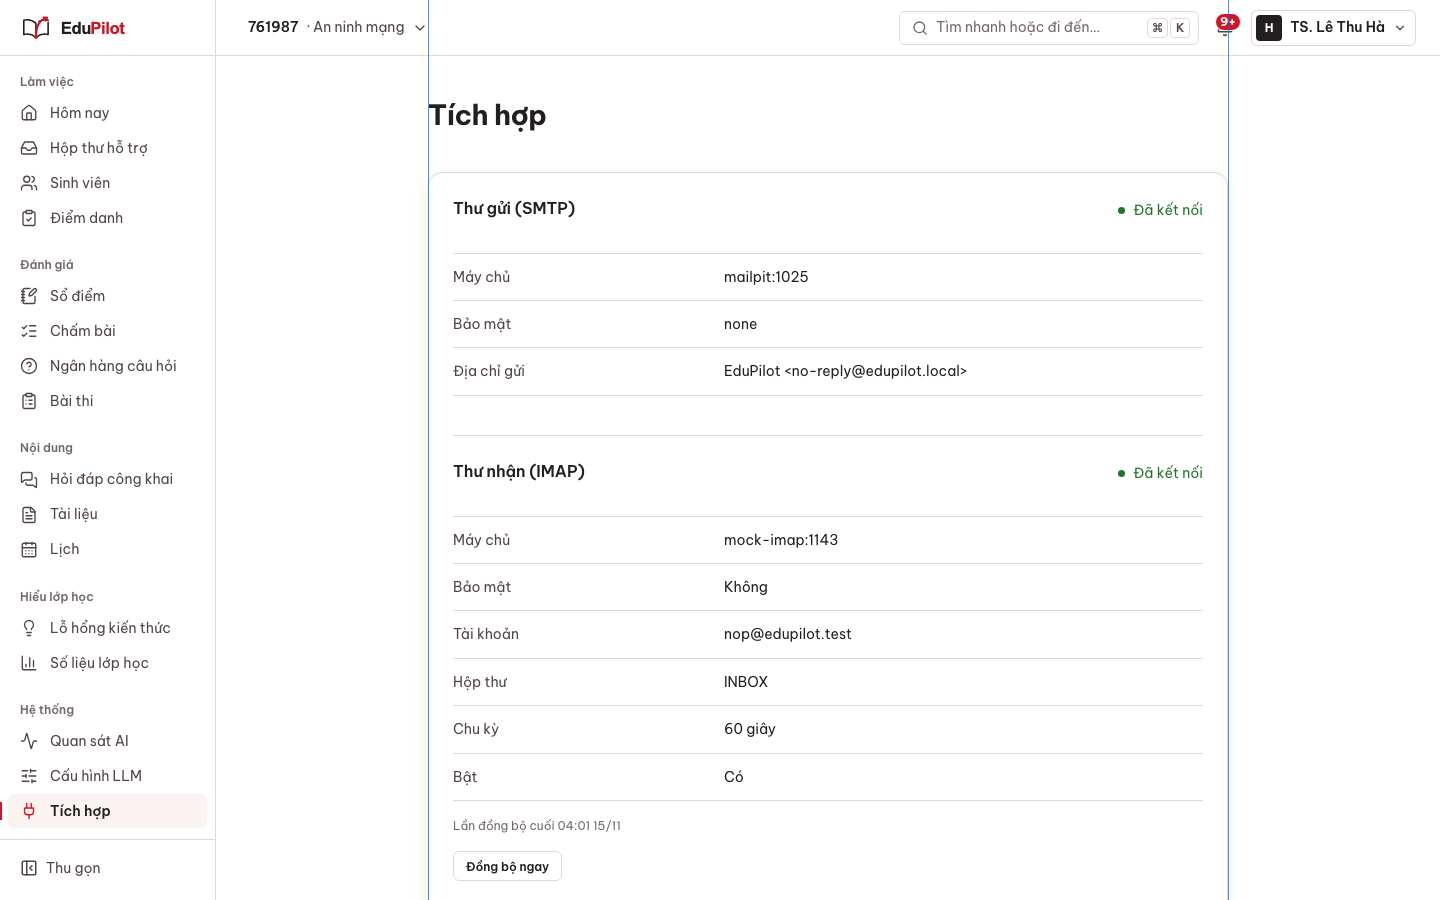 EduPilot
761987 · An ninh mạng
Tìm nhanh hoặc đi đến...
⌘ K
9+
H
TS. Lê Thu Hà
Làm việc
Hôm nay
Hộp thư hỗ trợ
Sinh viên
Điểm danh
Đánh giá
Sổ điểm
Chấm bài
Ngân hàng câu hỏi
Bài thi
Nội dung
Hỏi đáp công khai
Tài liệu
Lịch
Hiểu lớp học
Lỗ hổng kiến thức
Số liệu lớp học
Hệ thống
Quan sát AI
Cấu hình LLM
Tích hợp
Thu gọn
Tích hợp
Thư gửi (SMTP)
Đã kết nối
Máy chủ mailpit:1025
Bảo mật none
Địa chỉ gửi EduPilot <no-reply@edupilot.local>
Thư nhận (IMAP)
Đã kết nối
Máy chủ mock-imap:1143
Bảo mật Không
Tài khoản nop@edupilot.test
Hộp thư INBOX
Chu kỳ 60 giây
Bật Có
Lần đồng bộ cuối 04:01 15/11
Đồng bộ ngay